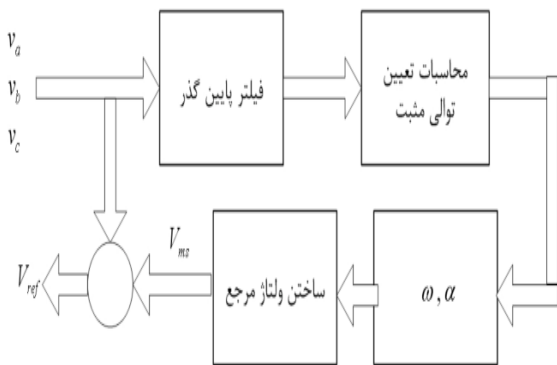 v_a
v_b
v_c
فیلتر پایین گذر
محاسبات تعیین
توالی مثبت
V_ref
V_ms
ساختن ولتاژ مرجع
ω , α